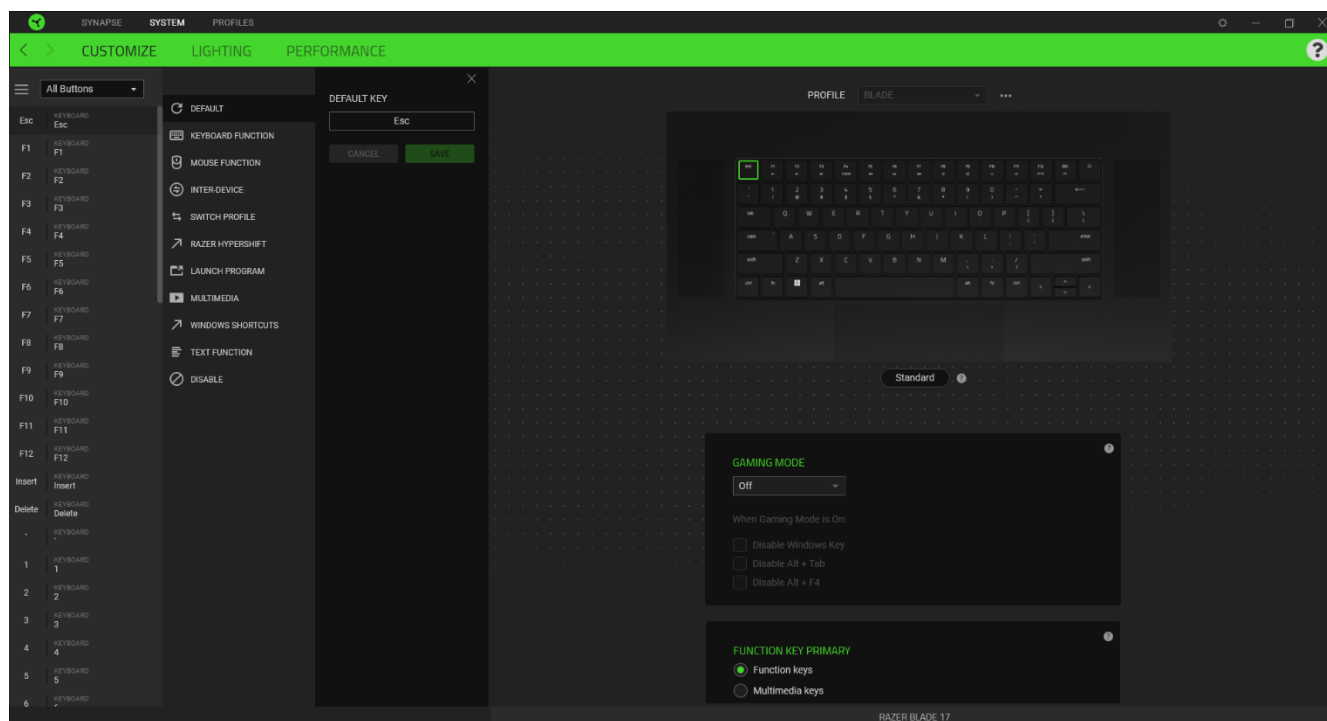 SYNAPSE SYSTEM PROFILES
CUSTOMIZE LIGHTING PERFORMANCE
All Buttons
Esc KEYBOARD Esc
F1 KEYBOARD F1
F2 KEYBOARD F2
F3 KEYBOARD F3
F4 KEYBOARD F4
F5 KEYBOARD F5
F6 KEYBOARD F6
F7 KEYBOARD F7
F8 KEYBOARD F8
F9 KEYBOARD F9
F10 KEYBOARD F10
F11 KEYBOARD F11
F12 KEYBOARD F12
Insert KEYBOARD Insert
Delete KEYBOARD Delete
KEYBOARD
1 KEYBOARD 1
2 KEYBOARD 2
3 KEYBOARD 3
4 KEYBOARD 4
5 KEYBOARD 5
6 KEYBOARD
DEFAULT
KEYBOARD FUNCTION
MOUSE FUNCTION
INTER-DEVICE
SWITCH PROFILE
RAZER HYPERSHIFT
LAUNCH PROGRAM
MULTIMEDIA
WINDOWS SHORTCUTS
TEXT FUNCTION
DISABLE
DEFAULT KEY
Esc
CANCEL SAVE
PROFILE BLADE
Q W E R T Y U I O P
A S D F G H J K L
Z X C V B N M
Standard
GAMING MODE
Off
When Gaming Mode is On:
Disable Windows Key
Disable Alt + Tab
Disable Alt + F4
FUNCTION KEY PRIMARY
Function keys
Multimedia keys
RAZER BLADE 17